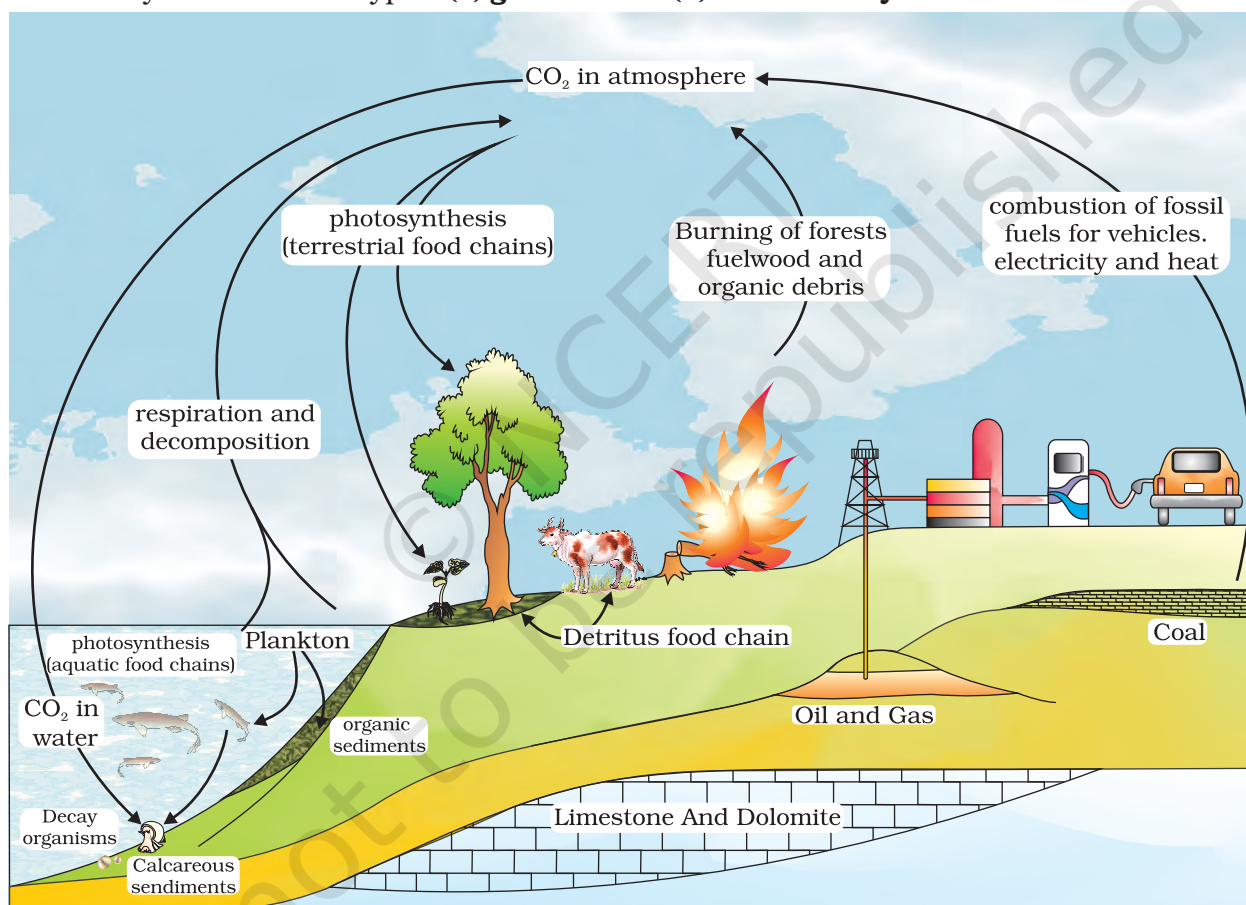 CO₂ in atmosphere
photosynthesis
(terrestrial food chains)
Burning of forests
fuelwood and
organic debris
combustion of fossil
fuels for vehicles.
electricity and heat
respiration and
decomposition
photosynthesis
(aquatic food chains)
Plankton
Detritus food chain
Coal
CO₂ in
water
organic
sediments
Oil and Gas
Decay
organisms
Limestone And Dolomite
Calcareous
sendiments
© NCERT
not to be republished